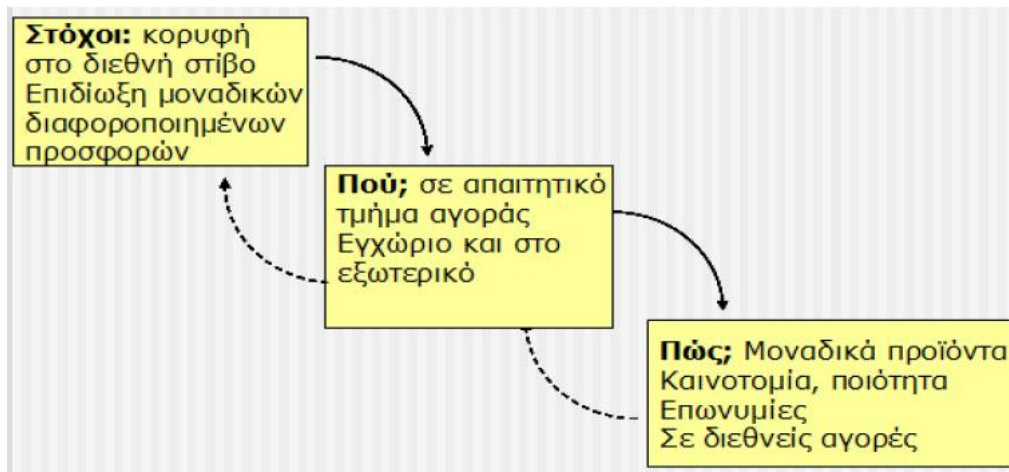 Στόχοι: κορυφή
στο διεθνή στίβο
Επιδίωξη μοναδικών
διαφοροποιημένων
προσφορών
Πού; σε απαιτητικό
τμήμα αγοράς
Εγχώριο και στο
εξωτερικό
Πώς; Μοναδικά προϊόντα
Καινοτομία, ποιότητα
Επωνυμίες
Σε διεθνείς αγορές